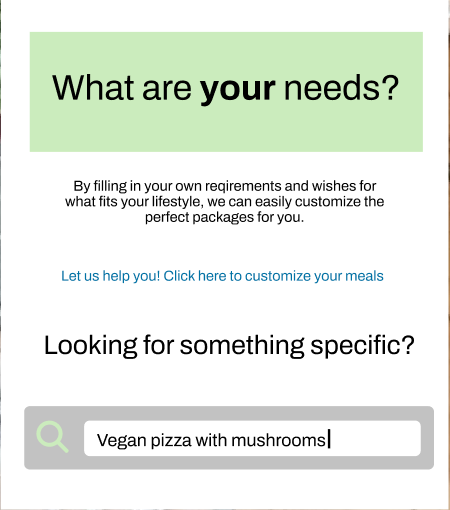 What are your needs?
By filling in your own reqirements and wishes for
what fits your lifestyle, we can easily customize the
perfect packages for you.
Let us help you! Click here to customize your meals
Looking for something specific?
Vegan pizza with mushrooms